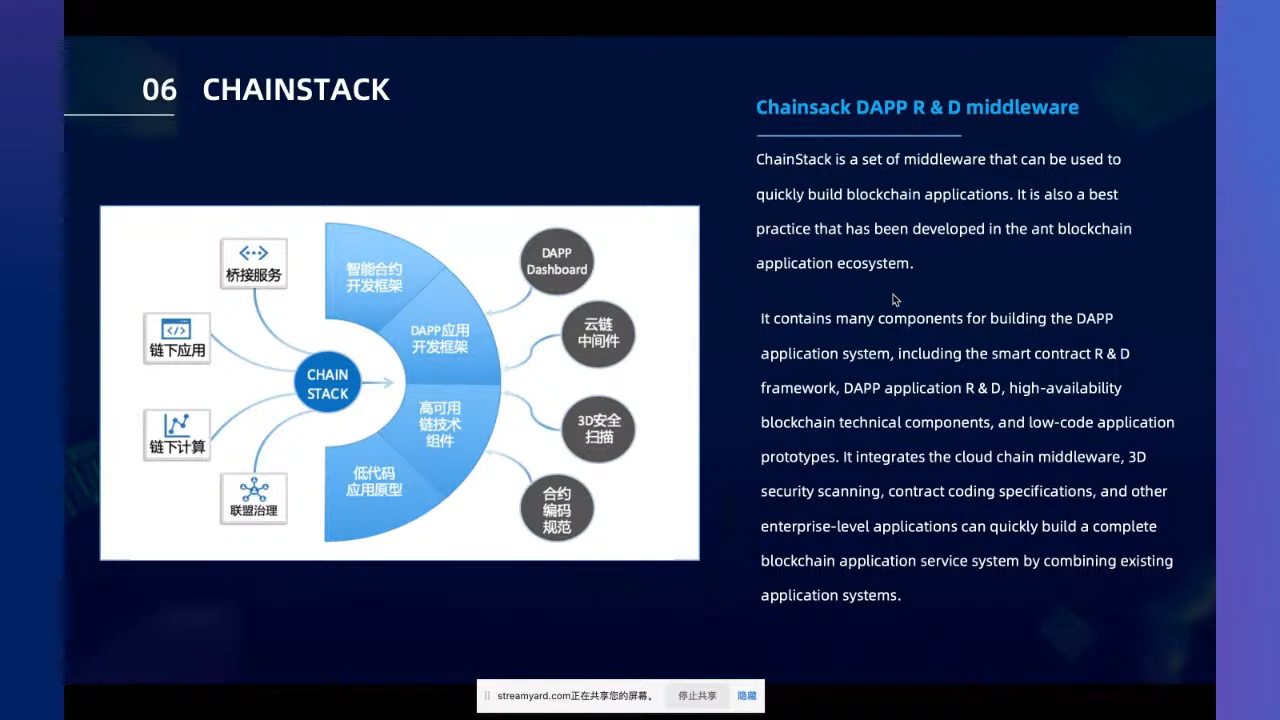 06 CHAINSTACK
桥接服务
链下应用
链下计算
联盟治理
CHAIN
STACK
智能合约
开发框架
DAPP应用
开发框架
高可用
链技术
组件
低代码
应用原型
DAPP
Dashboard
云链
中间件
3D安全
扫描
合约
编码
规范
Chainsack DAPP R & D middleware
ChainStack is a set of middleware that can be used to
quickly build blockchain applications. It is also a best
practice that has been developed in the ant blockchain
application ecosystem.
It contains many components for building the DAPP
application system, including the smart contract R & D
framework, DAPP application R & D, high-availability
blockchain technical components, and low-code application
prototypes. It integrates the cloud chain middleware, 3D
security scanning, contract coding specifications, and other
enterprise-level applications can quickly build a complete
blockchain application service system by combining existing
application systems.
streamyard.com正在共享您的屏幕。 停止共享 隐藏